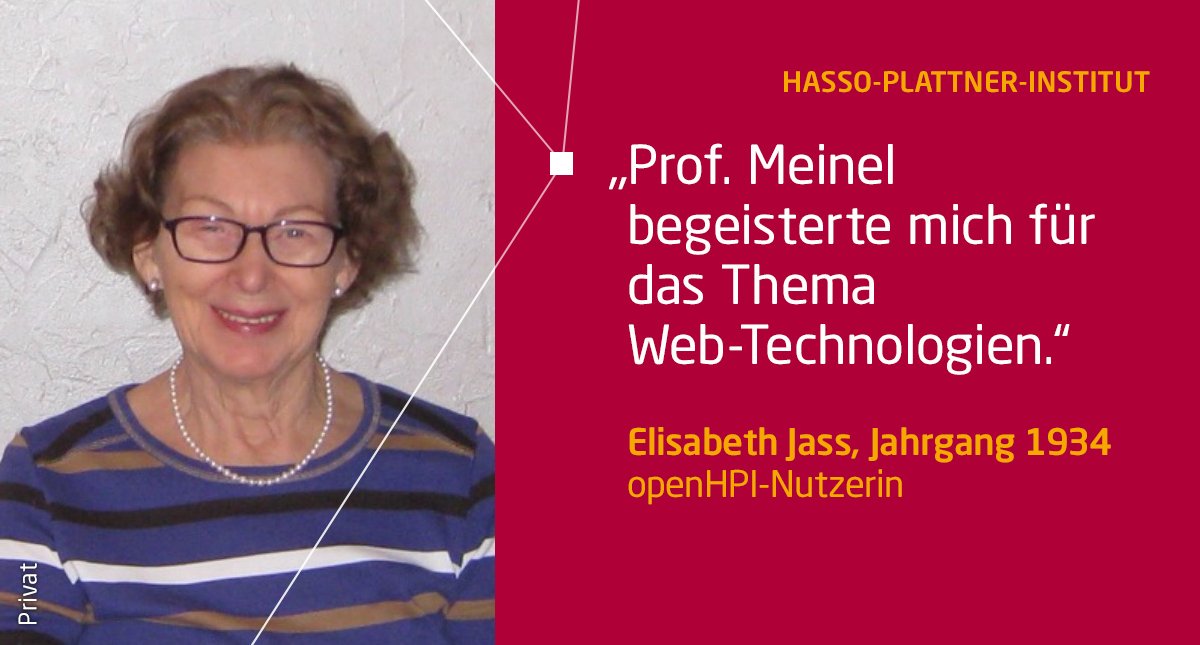 HASSO-PLATTNER-INSTITUT
„Prof. Meinel
begeisterte mich für
das Thema
Web-Technologien.“
Elisabeth Jass, Jahrgang 1934
openHPI-Nutzerin
Privat